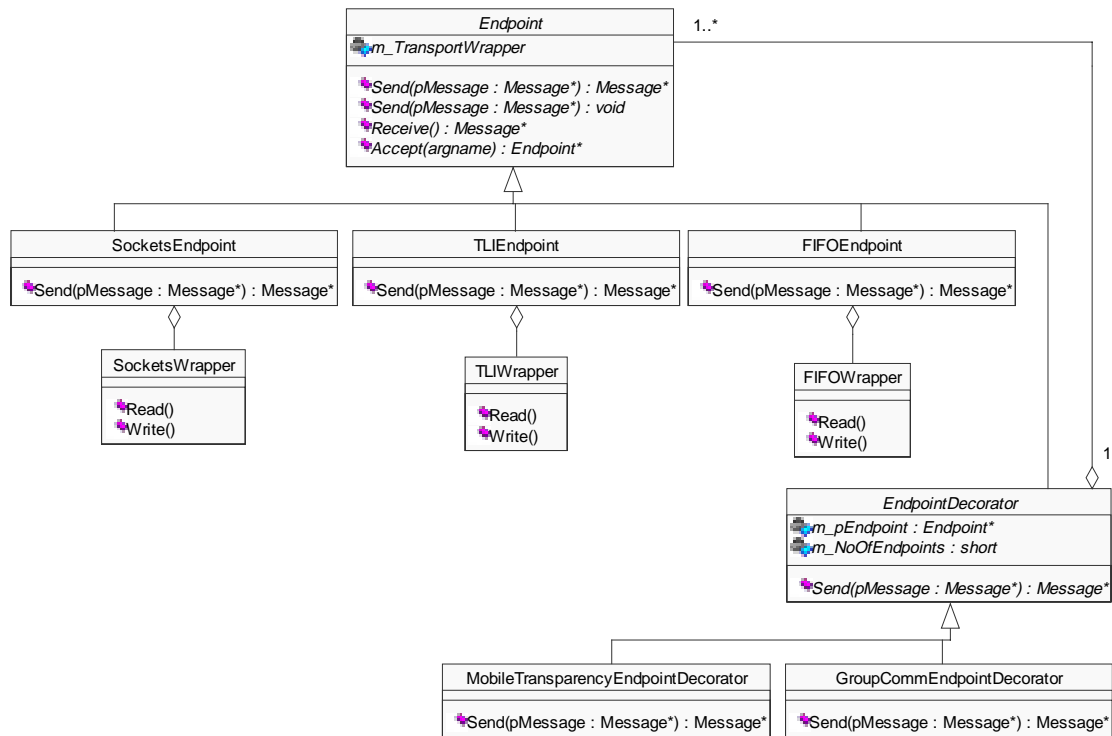 Endpoint
m_TransportWrapper
Send(pMessage : Message*) : Message*
Send(pMessage : Message*) : void
Receive() : Message*
Accept(argname) : Endpoint*
1..*
SocketsEndpoint
Send(pMessage : Message*) : Message*
TLIEndpoint
Send(pMessage : Message*) : Message*
FIFOEndpoint
Send(pMessage : Message*) : Message*
SocketsWrapper
Read()
Write()
TLIWrapper
Read()
Write()
FIFOWrapper
Read()
Write()
1
EndpointDecorator
m_pEndpoint : Endpoint*
m_NoOfEndpoints : short
Send(pMessage : Message*) : Message*
MobileTransparencyEndpointDecorator
Send(pMessage : Message*) : Message*
GroupCommEndpointDecorator
Send(pMessage : Message*) : Message*